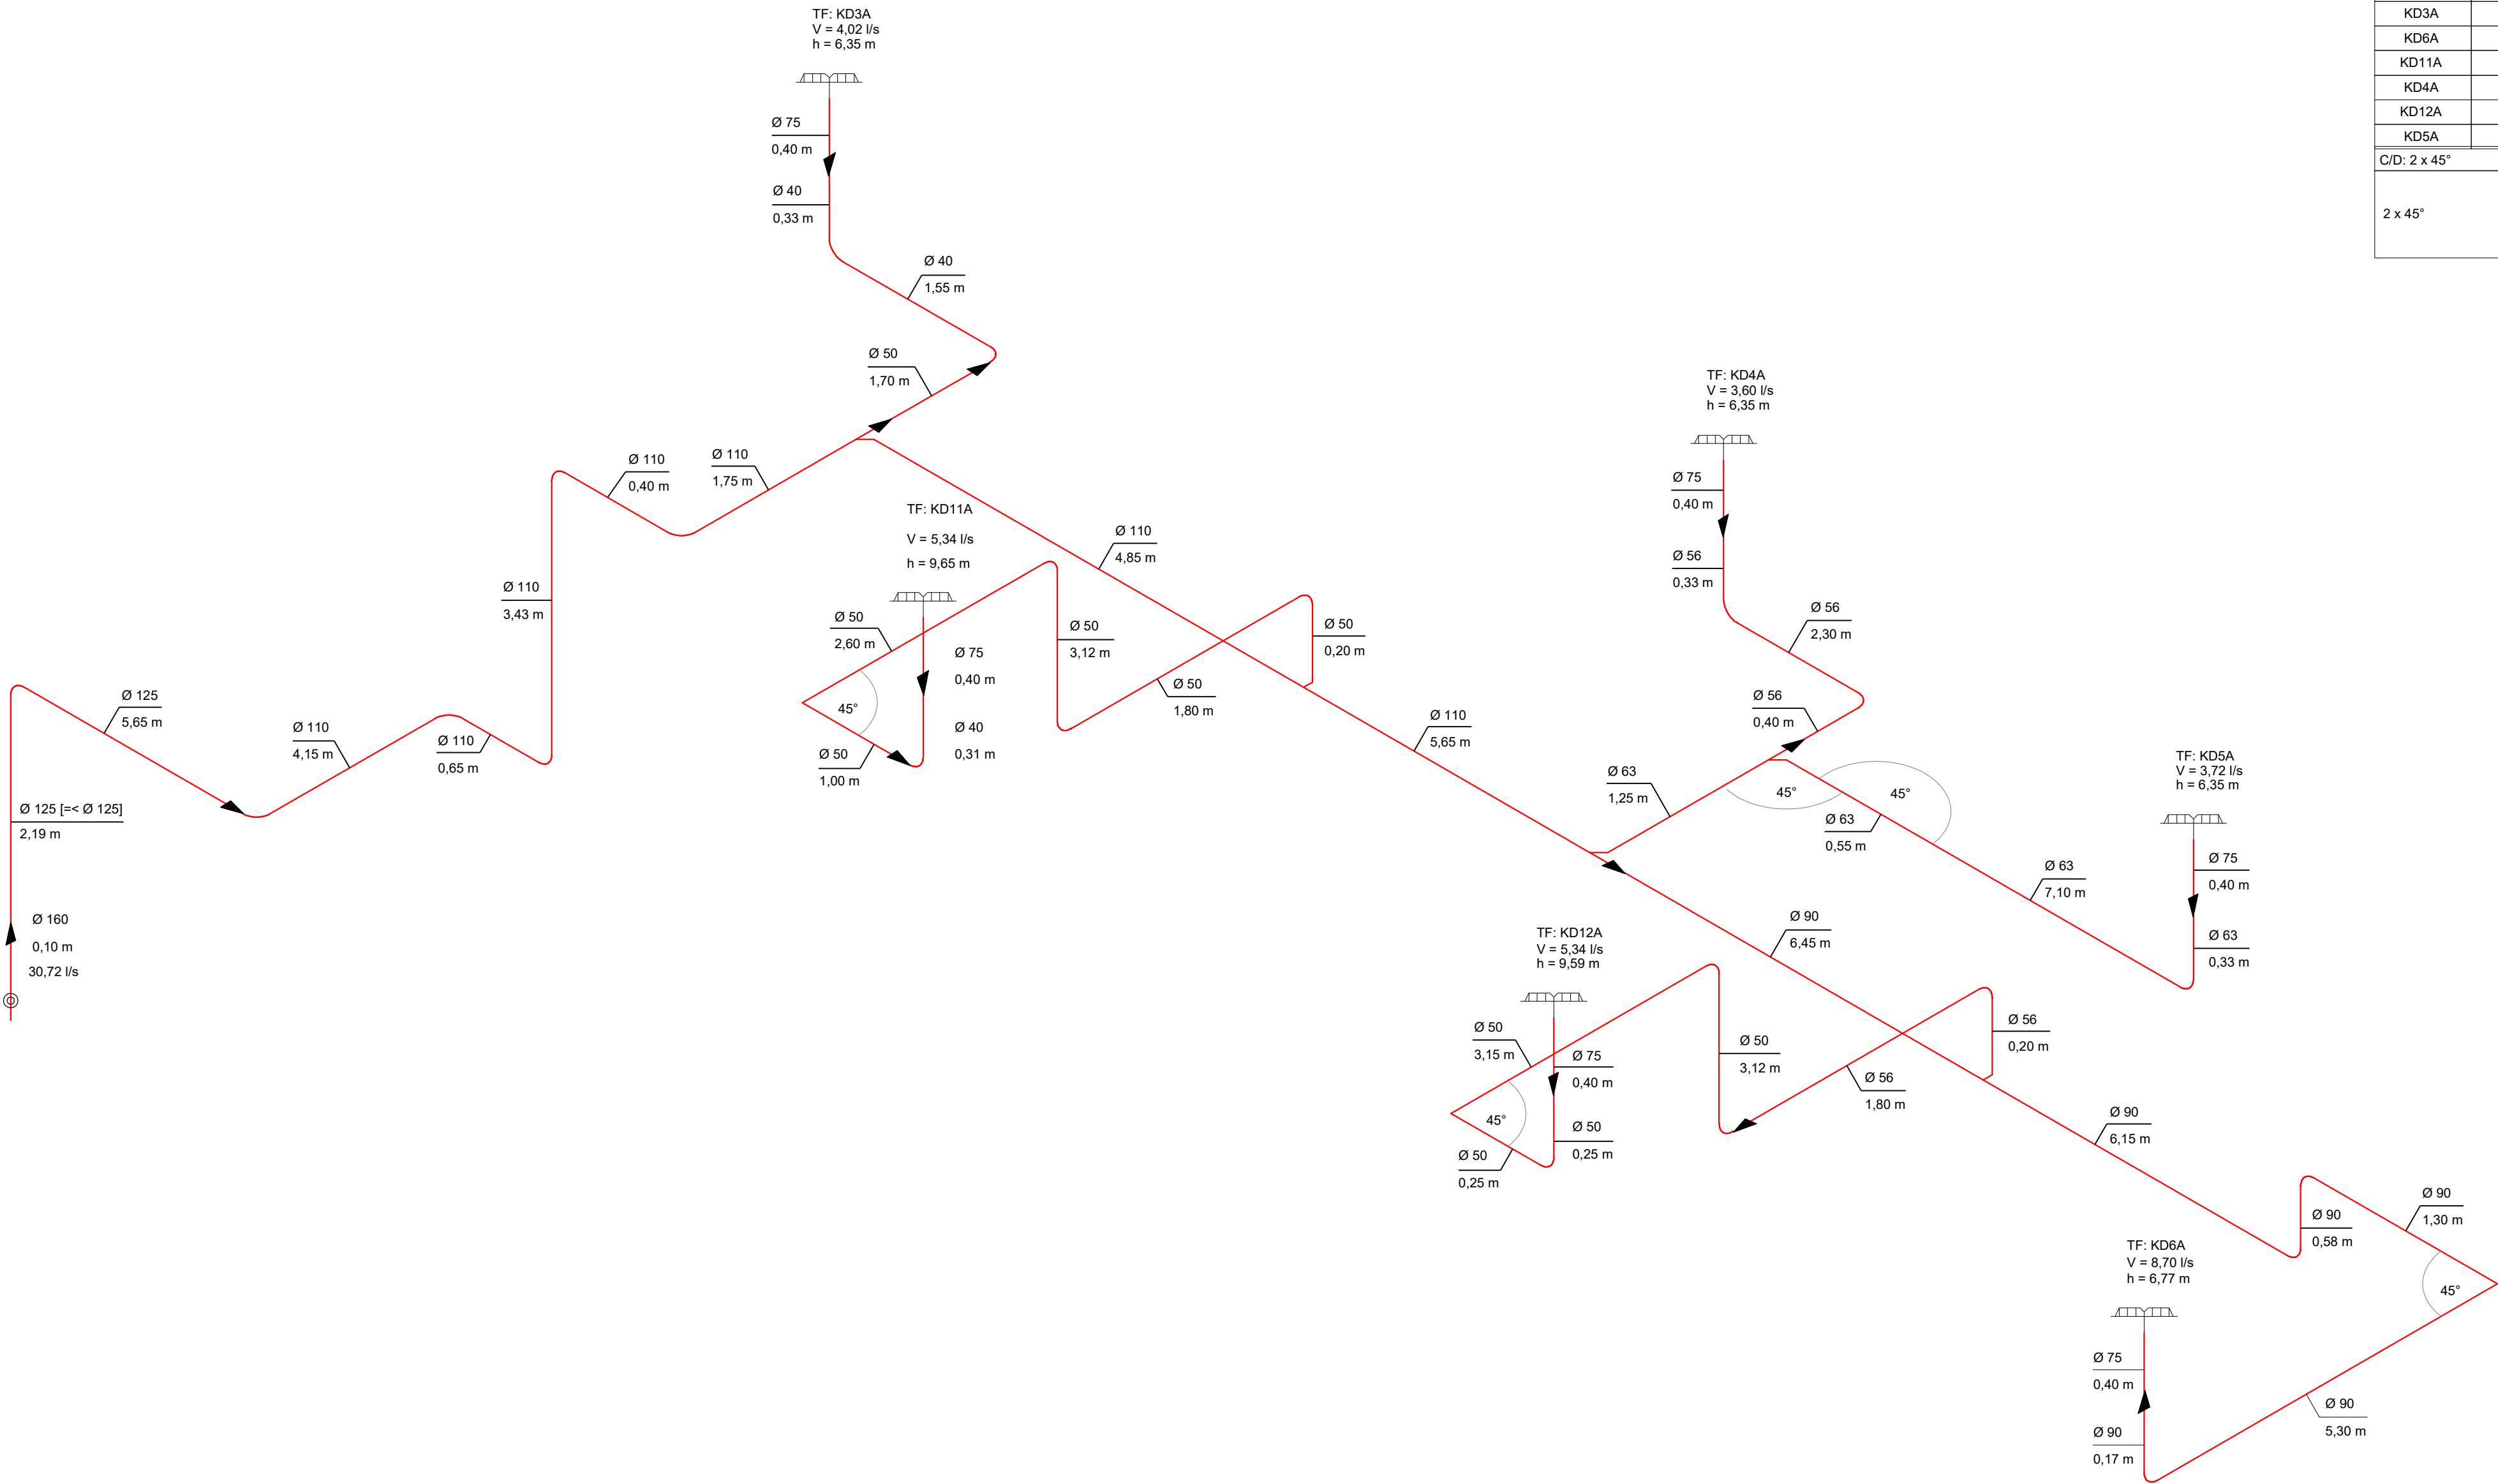 TF: KD3A
V = 4,02 l/s
h = 6,35 m
KD3A
KD6A
KD11A
KD4A
KD12A
KD5A
C/D: 2 x 45°
2 x 45°
Ø 75
0,40 m
Ø 40
0,33 m
Ø 40
1,55 m
Ø 50
1,70 m
Ø 110
0,40 m
Ø 110
1,75 m
Ø 110
3,43 m
Ø 125
5,65 m
Ø 110
4,15 m
Ø 110
0,65 m
Ø 125 [=< Ø 125]
2,19 m
Ø 160
0,10 m
30,72 l/s
TF: KD11A
V = 5,34 l/s
h = 9,65 m
Ø 50
2,60 m
Ø 75
0,40 m
45°
Ø 40
0,31 m
Ø 50
1,00 m
Ø 50
3,12 m
Ø 50
1,80 m
Ø 50
0,20 m
Ø 110
4,85 m
Ø 110
5,65 m
TF: KD4A
V = 3,60 l/s
h = 6,35 m
Ø 75
0,40 m
Ø 56
0,33 m
Ø 56
2,30 m
Ø 56
0,40 m
Ø 63
1,25 m
45°
45°
Ø 63
0,55 m
Ø 63
7,10 m
TF: KD5A
V = 3,72 l/s
h = 6,35 m
Ø 75
0,40 m
Ø 63
0,33 m
Ø 90
6,45 m
TF: KD12A
V = 5,34 l/s
h = 9,59 m
Ø 50
3,15 m
Ø 75
0,40 m
45°
Ø 50
0,25 m
Ø 50
0,25 m
Ø 50
3,12 m
Ø 56
1,80 m
Ø 56
0,20 m
Ø 90
6,15 m
Ø 90
0,58 m
Ø 90
1,30 m
45°
TF: KD6A
V = 8,70 l/s
h = 6,77 m
Ø 75
0,40 m
Ø 90
0,17 m
Ø 90
5,30 m